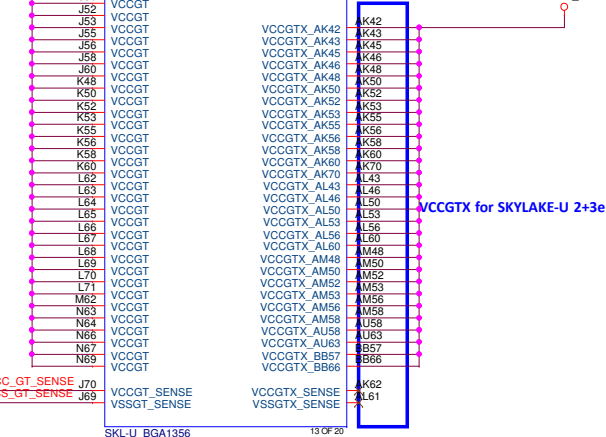 VCCGT
J52 VCCGT
J53 VCCGT VCCGTX_AK42 AK42
J55 VCCGT VCCGTX_AK43 AK43
J56 VCCGT VCCGTX_AK45 AK45
J58 VCCGT VCCGTX_AK46 AK46
J60 VCCGT VCCGTX_AK48 AK48
K48 VCCGT VCCGTX_AK50 AK50
K50 VCCGT VCCGTX_AK52 AK52
K52 VCCGT VCCGTX_AK53 AK53
K53 VCCGT VCCGTX_AK55 AK55
K55 VCCGT VCCGTX_AK56 AK56
K56 VCCGT VCCGTX_AK58 AK58
K58 VCCGT VCCGTX_AK60 AK60
K60 VCCGT VCCGTX_AK70 AK70
L62 VCCGT VCCGTX_AL43 AL43
L63 VCCGT VCCGTX_AL46 AL46
L64 VCCGT VCCGTX_AL50 AL50
L65 VCCGT VCCGTX_AL53 AL53
L66 VCCGT VCCGTX_AL56 AL56
L67 VCCGT VCCGTX_AL60 AL60
L68 VCCGT VCCGTX_AM48 AM48
L69 VCCGT VCCGTX_AM50 AM50
L70 VCCGT VCCGTX_AM52 AM52
L71 VCCGT VCCGTX_AM53 AM53
M62 VCCGT VCCGTX_AM56 AM56
N63 VCCGT VCCGTX_AM58 AM58
N64 VCCGT VCCGTX_AU58 AU58
N66 VCCGT VCCGTX_AU63 AU63
N67 VCCGT VCCGTX_BB57 BB57
N69 VCCGT VCCGTX_BB66 BB66
VCCGTX for SKYLAKE-U 2+3e
C_GT_SENSE J70 VCCGT_SENSE VCCGTX_SENSE AK62
S_GT_SENSE J69 VSSGT_SENSE VSSGTX_SENSE AL61
SKL-U_BGA1356 13 OF 20